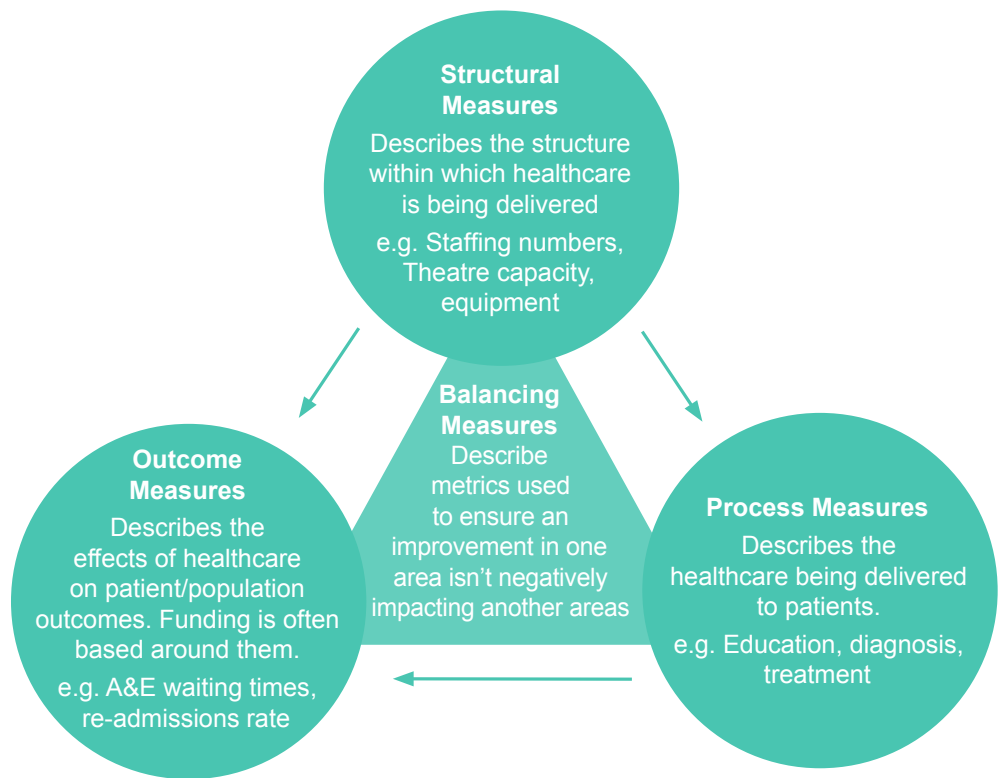 Structural
Measures
Describes the structure
within which healthcare
is being delivered
e.g. Staffing numbers,
Theatre capacity,
equipment
Balancing
Measures
Describe
metrics used
to ensure an
improvement in one
area isn’t negatively
impacting another areas
Outcome
Measures
Describes the
effects of healthcare
on patient/population
outcomes. Funding is often
based around them.
e.g. A&E waiting times,
re-admissions rate
Process Measures
Describes the
healthcare being delivered
to patients.
e.g. Education, diagnosis,
treatment